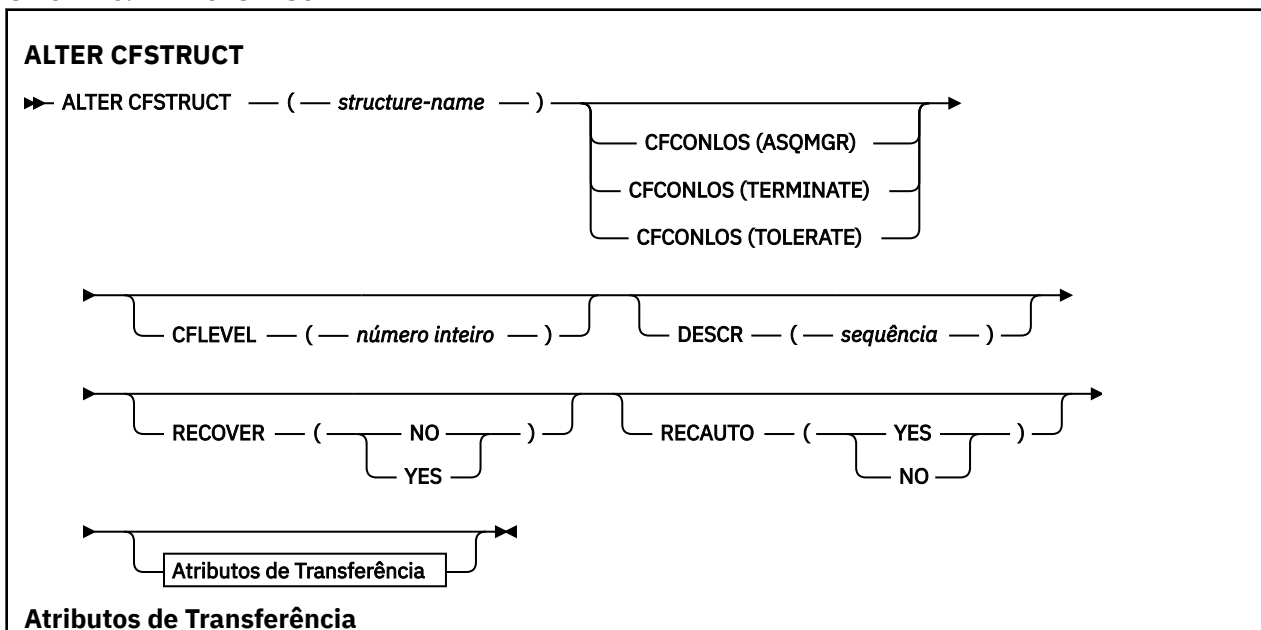 ALTER CFSTRUCT
ALTER CFSTRUCT ( structure-name )
CFCONLOS (ASQMGR)
CFCONLOS (TERMINATE)
CFCONLOS (TOLERATE)
CFLEVEL ( número inteiro ) DESCR ( sequência )
RECOVER ( NO ) RECAUTO ( YES )
YES NO
Atributos de Transferência
Atributos de Transferência